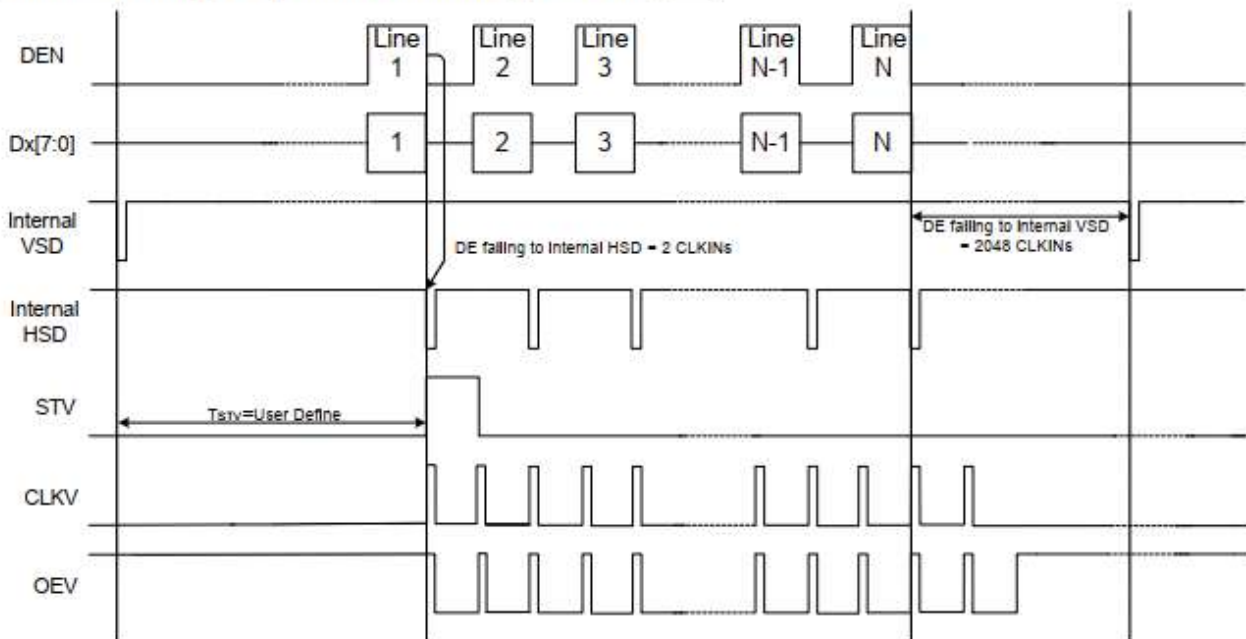 DEN
Line
1
Line
2
Line
3
Line
N-1
Line
N
Dx[7:0]
1
2
3
N-1
N
Internal
VSD
DE falling to Internal HSD = 2 CLKINs
DE falling to Internal VSD
= 2048 CLKINs
Internal
HSD
STV
TSTV=User Define
CLKV
OEV